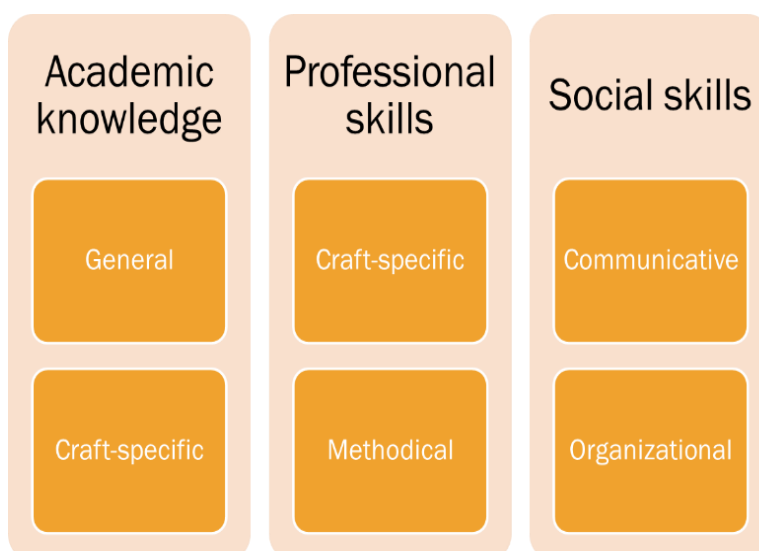 Academic
knowledge
General
Craft-specific
Professional
skills
Craft-specific
Methodical
Social skills
Communicative
Organizational